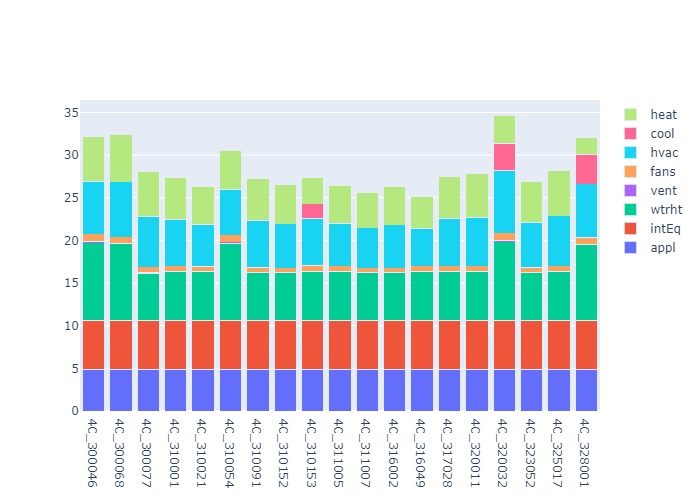 35
30
25
20
15
10
5
0
heat
cool
hvac
fans
vent
wtrht
intEq
appl
4C_300046
4C_300068
4C_300077
4C_310001
4C_310021
4C_310054
4C_310091
4C_310152
4C_310153
4C_311005
4C_311007
4C_316002
4C_316049
4C_317028
4C_320011
4C_320032
4C_323052
4C_325017
4C_328001